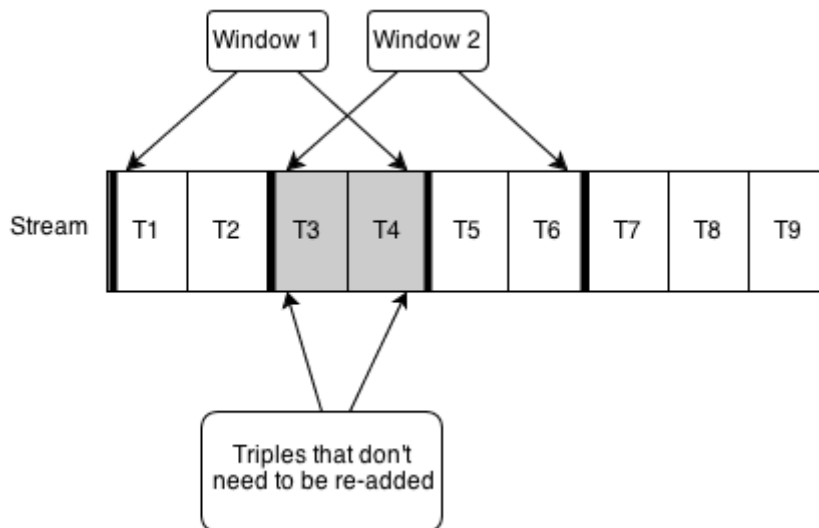 Window 1 Window 2
Stream T1 T2 T3 T4 T5 T6 T7 T8 T9
Triples that don't
need to be re-added